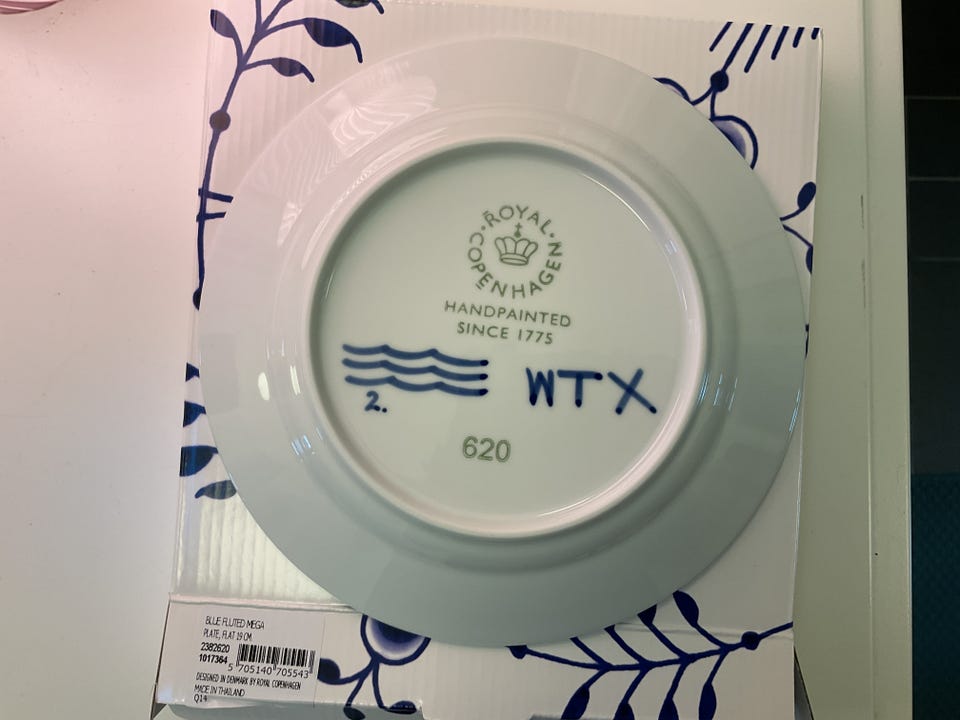 ROYAL · COPENHAGEN ·
HANDPAINTED
SINCE 1775
2.
WTX
620
BLUE FLUTED MEGA
PLATE, FLAT 19 CM
2382620
1017364
5 705140 705543
DESIGNED IN DENMARK BY ROYAL COPENHAGEN
MADE IN THAILAND
Q14